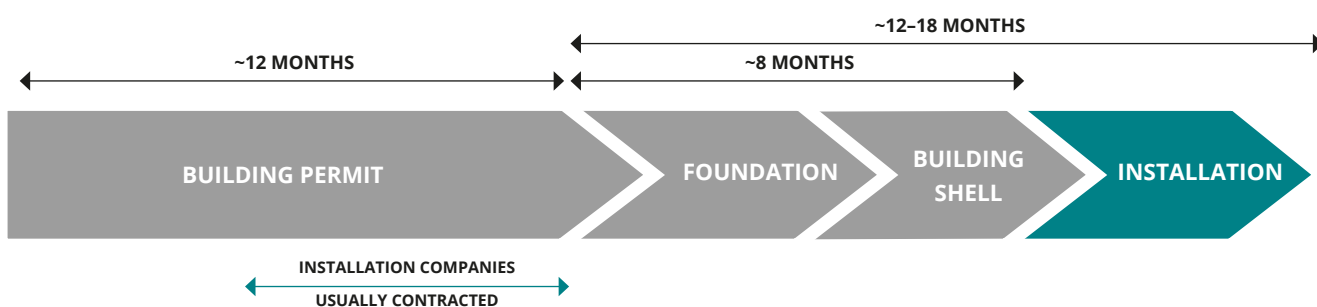 ~12–18 MONTHS
~12 MONTHS
~8 MONTHS
BUILDING PERMIT
FOUNDATION
BUILDING
SHELL
INSTALLATION
INSTALLATION COMPANIES
USUALLY CONTRACTED